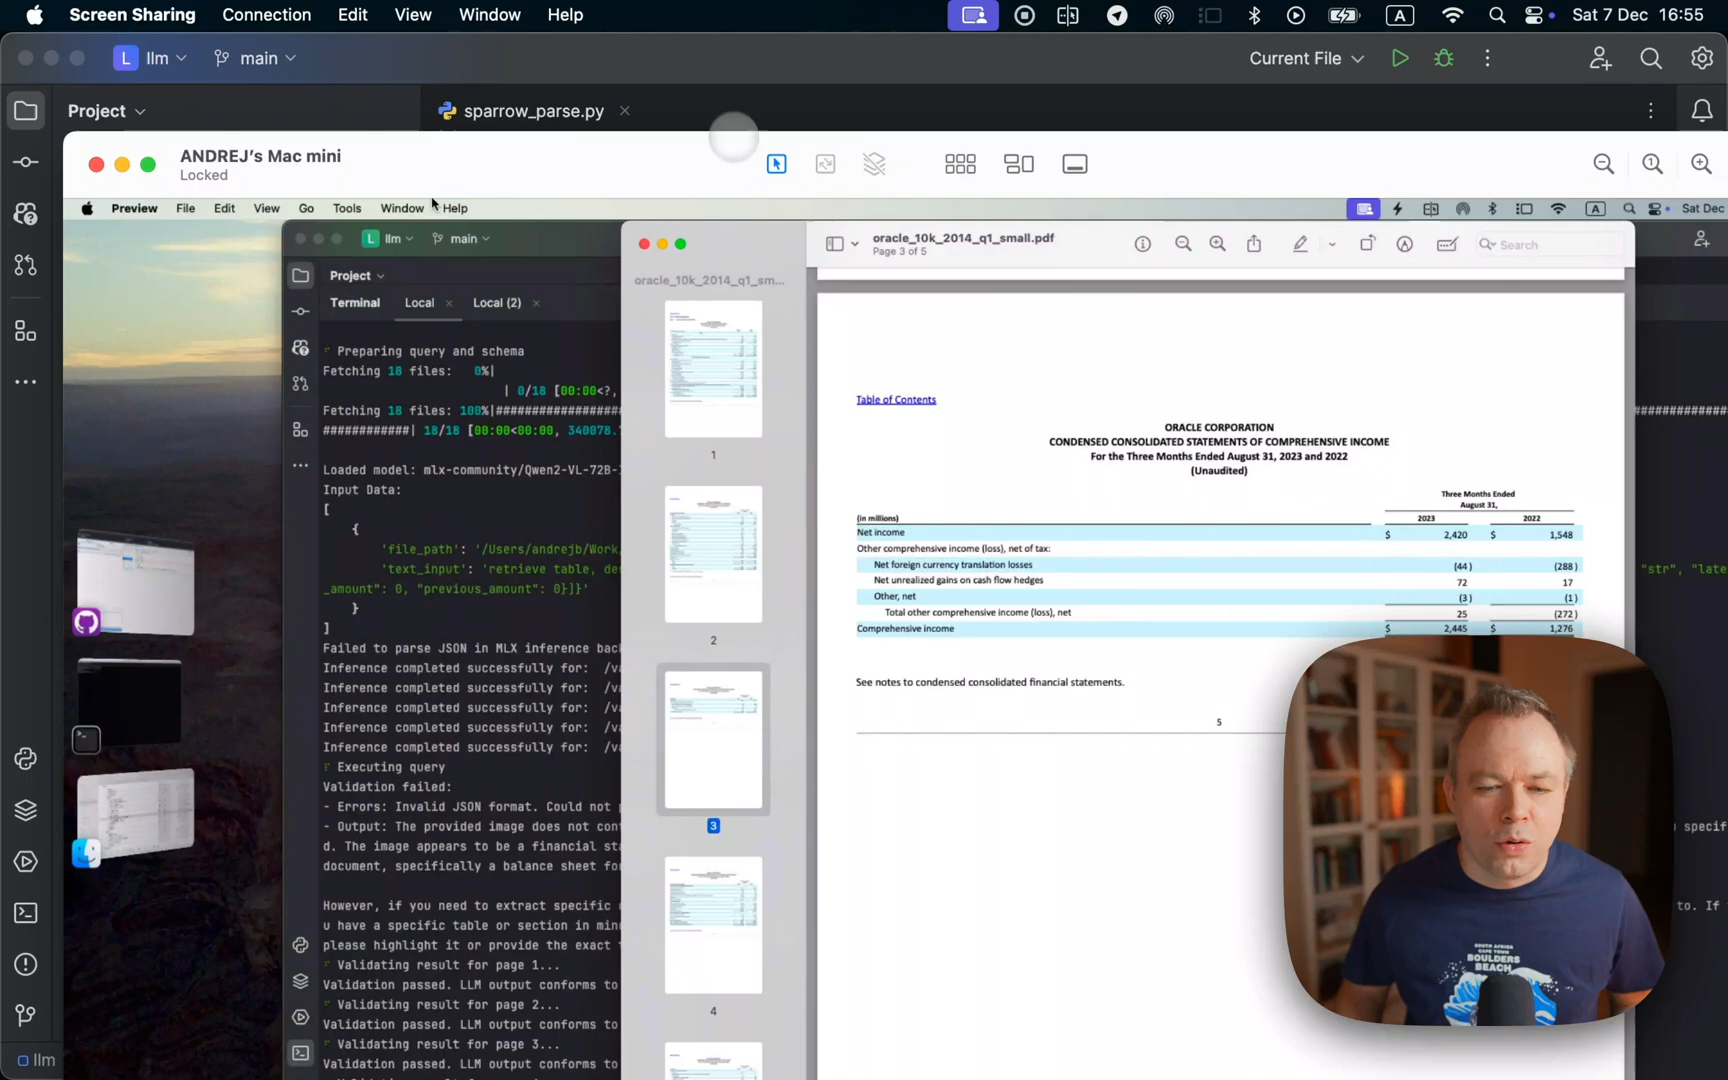 Screen Sharing Connection Edit View Window Help
A Sat 7 Dec 16:55
L llm main
Current File
Project
sparrow_parse.py
ANDREJ's Mac mini
Locked
Preview File Edit View Go Tools Window Help
A Sat Dec
L llm main
Project
Terminal Local Local (2)
Preparing query and schema
Fetching 18 files: 0%|
| 0/18 [00:00<?,
Fetching 18 files: 100%|##################
############| 18/18 [00:00<00:00, 340078.
Loaded model: mlx-community/Qwen2-VL-72B-
Input Data:
[
{
'file_path': '/Users/andrejb/Work
'text_input': 'retrieve table, de
_amount": 0, "previous_amount": 0}]}'
}
]
Failed to parse JSON in MLX inference bac
Inference completed successfully for: /va
Inference completed successfully for: /va
Inference completed successfully for: /va
Inference completed successfully for: /va
Inference completed successfully for: /va
Executing query
Validation failed:
- Errors: Invalid JSON format. Could not
- Output: The provided image does not con
d. The image appears to be a financial st
document, specifically a balance sheet fo
However, if you need to extract specific
u have a specific table or section in min
please highlight it or provide the exact
Validating result for page 1...
Validation passed. LLM output conforms to
Validating result for page 2...
Validation passed. LLM output conforms to
Validating result for page 3...
Validation passed. LLM output conforms to
oracle_10k_2014_q1_sm...
1
2
3
4
oracle_10k_2014_q1_small.pdf
Page 3 of 5
Search
Table of Contents
ORACLE CORPORATION
CONDENSED CONSOLIDATED STATEMENTS OF COMPREHENSIVE INCOME
For the Three Months Ended August 31, 2023 and 2022
(Unaudited)
Three Months Ended
August 31,
(in millions) 2023 2022
Net income $ 2,420 $ 1,548
Other comprehensive income (loss), net of tax:
Net foreign currency translation losses (44) (288)
Net unrealized gains on cash flow hedges 72 17
Other, net (3) (1)
Total other comprehensive income (loss), net 25 (272)
Comprehensive income $ 2,445 $ 1,276
See notes to condensed consolidated financial statements.
5
#############
"str", "late
specif
to. If
SOUTH AFRICA
CAPE TOWN
BOULDERS
BEACH
llm